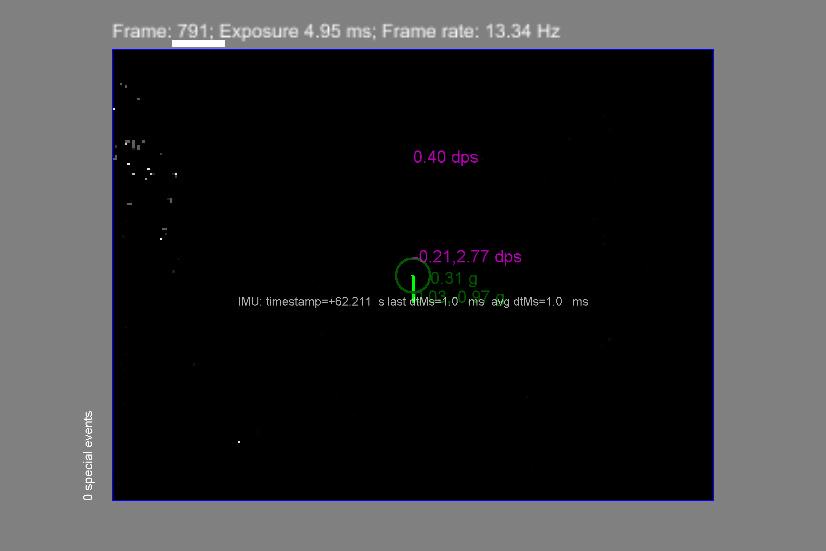 Frame: 791; Exposure 4.95 ms; Frame rate: 13.34 Hz
0.40 dps
-0.21,2.77 dps
0.31 g
0.97 g
IMU: timestamp=+62.211 s last dtMs=1.0 ms avg dtMs=1.0 ms
0 special events